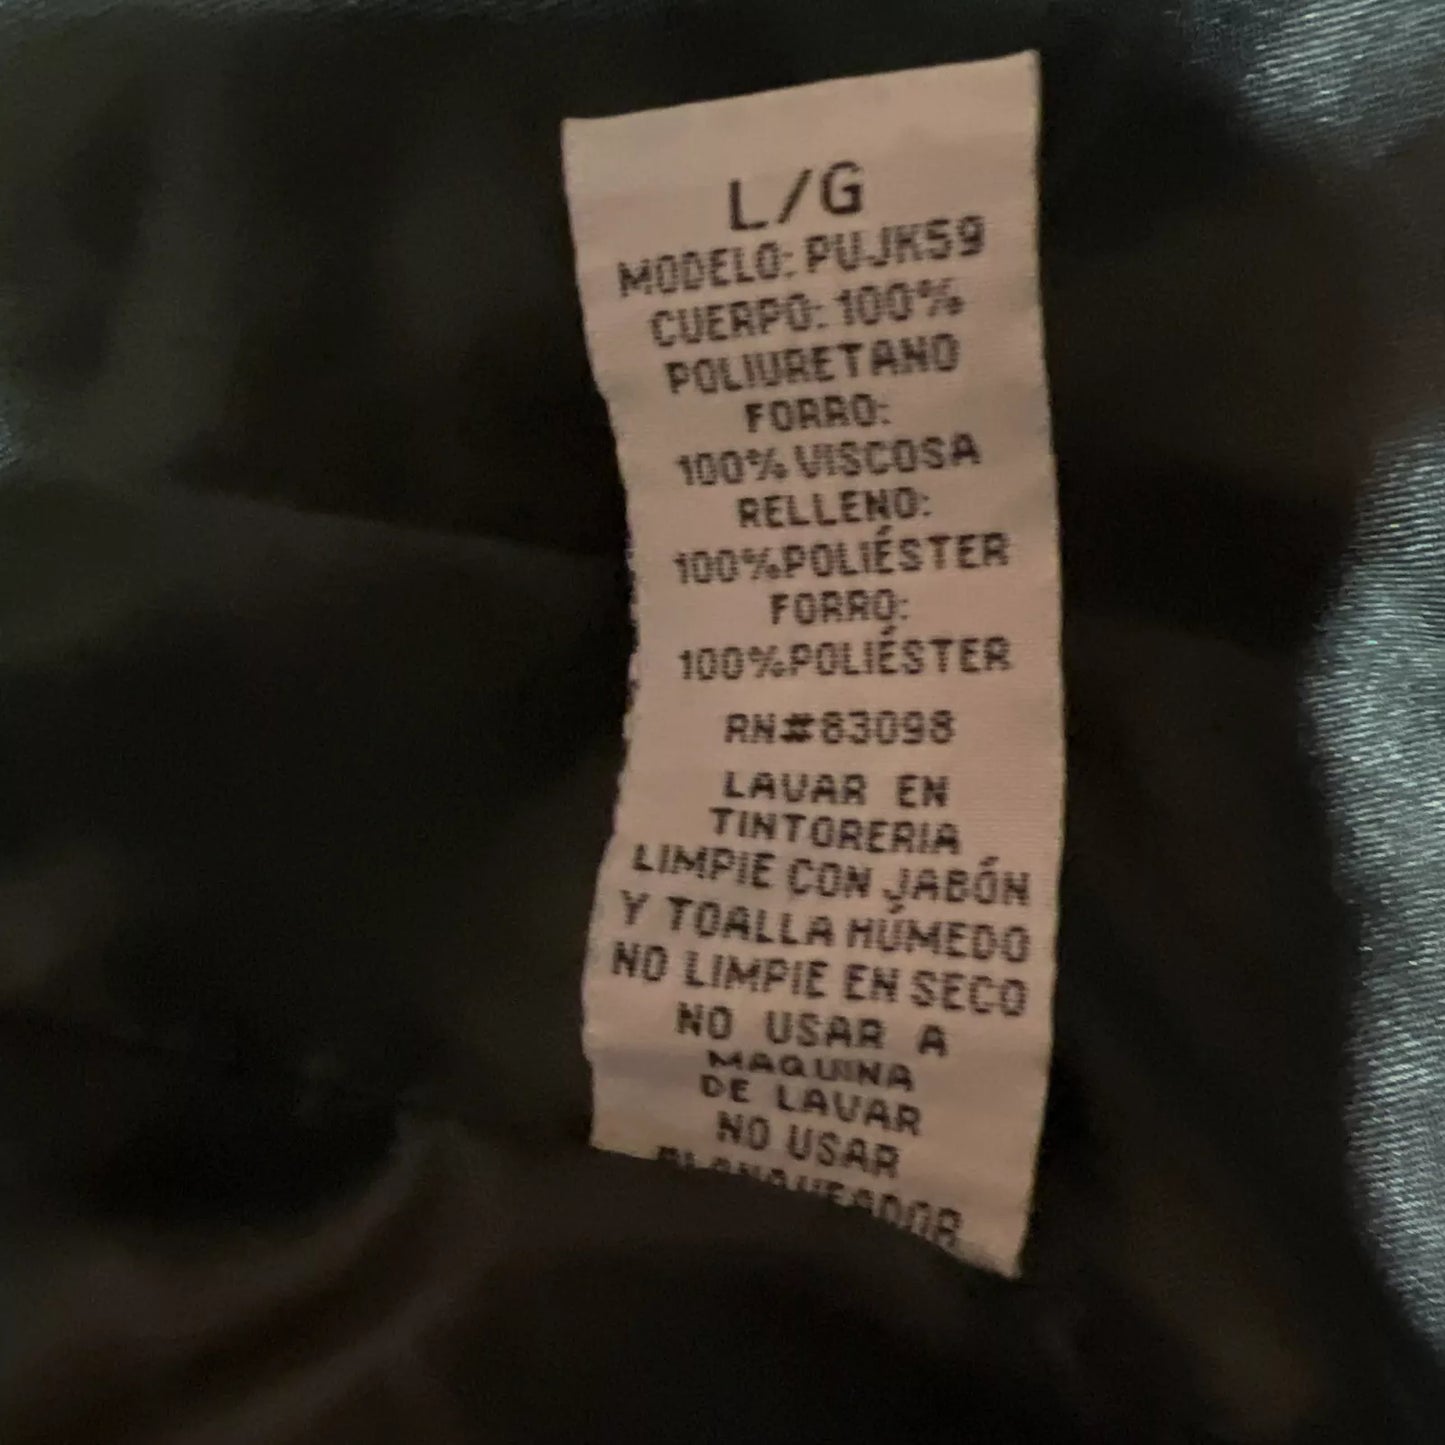 L/G
MODELO: PUJK59
CUERPO: 100%
POLIURETANO
FORRO:
100% VISCOSA
RELLENO:
100%POLIÉSTER
FORRO:
100%POLIÉSTER
RN#83098
LAVAR EN
TINTORERIA
LIMPIE CON JABÓN
Y TOALLA HÚMEDO
NO LIMPIE EN SECO
NO USAR A
MAQUINA
DE LAVAR
NO USAR
PLANQUEADOR